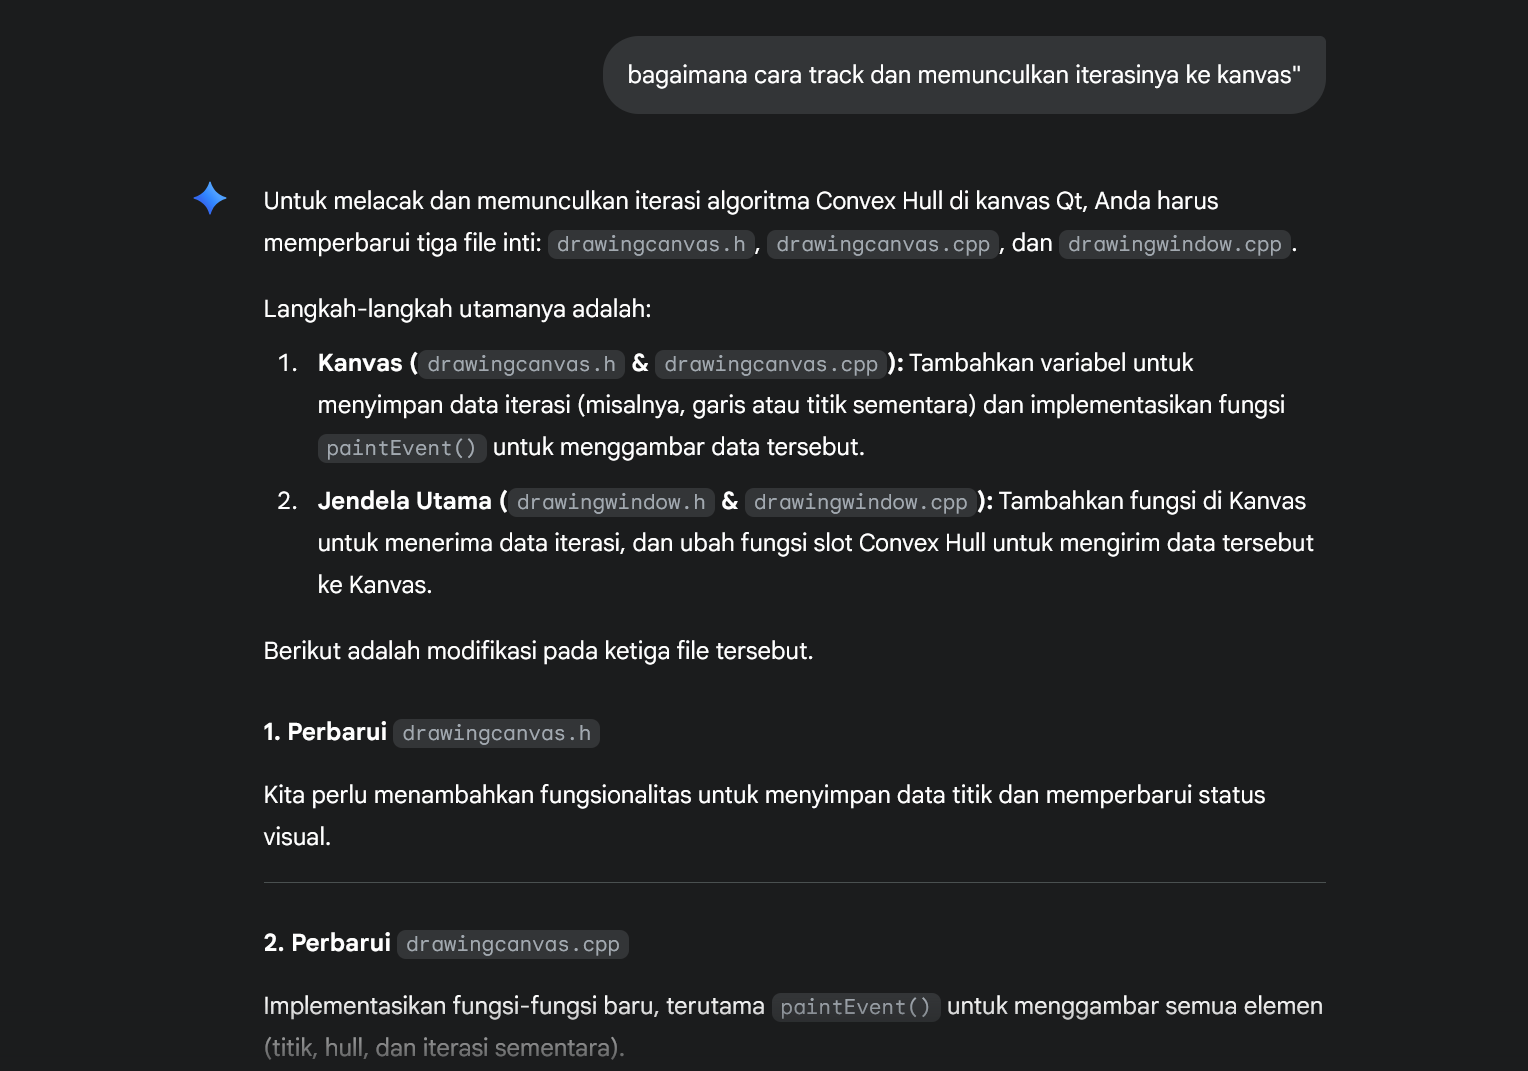 bagaimana cara track dan memunculkan iterasinya ke kanvas"
Untuk melacak dan memunculkan iterasi algoritma Convex Hull di kanvas Qt, Anda harus
memperbarui tiga file inti: drawingcanvas.h, drawingcanvas.cpp, dan drawingwindow.cpp.
Langkah-langkah utamanya adalah:
1. Kanvas (drawingcanvas.h & drawingcanvas.cpp): Tambahkan variabel untuk
menyimpan data iterasi (misalnya, garis atau titik sementara) dan implementasikan fungsi
paintEvent() untuk menggambar data tersebut.
2. Jendela Utama (drawingwindow.h & drawingwindow.cpp): Tambahkan fungsi di Kanvas
untuk menerima data iterasi, dan ubah fungsi slot Convex Hull untuk mengirim data tersebut
ke Kanvas.
Berikut adalah modifikasi pada ketiga file tersebut.
1. Perbarui drawingcanvas.h
Kita perlu menambahkan fungsionalitas untuk menyimpan data titik dan memperbarui status
visual.
2. Perbarui drawingcanvas.cpp
Implementasikan fungsi-fungsi baru, terutama paintEvent() untuk menggambar semua elemen
(titik, hull, dan iterasi sementara).